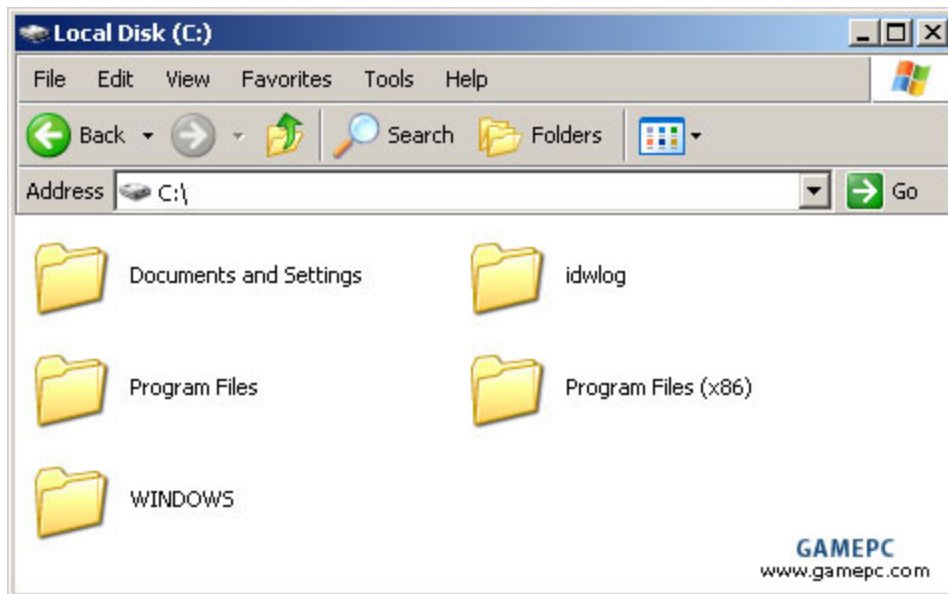 Local Disk (C:)
File Edit View Favorites Tools Help
Back Search Folders
Address C:\ Go
Documents and Settings idwlog
Program Files Program Files (x86)
WINDOWS
GAMEPC
www.gamepc.com